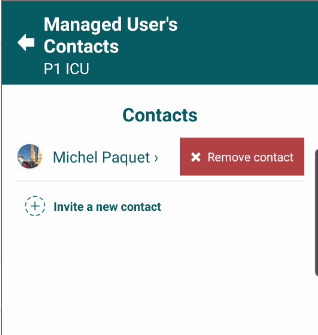 Managed User's
Contacts
P1 ICU
Contacts
Michel Paquet ›
Remove contact
Invite a new contact